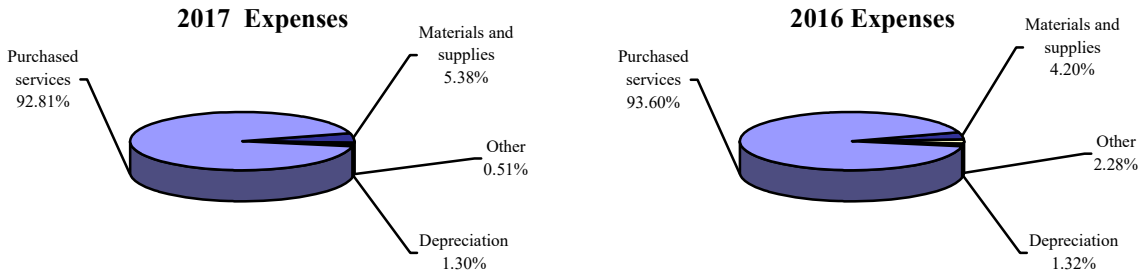 2017 Expenses
Purchased
services
92.81%
Materials and
supplies
5.38%
Other
0.51%
Depreciation
1.30%
2016 Expenses
Purchased
services
93.60%
Materials and
supplies
4.20%
Other
2.28%
Depreciation
1.32%